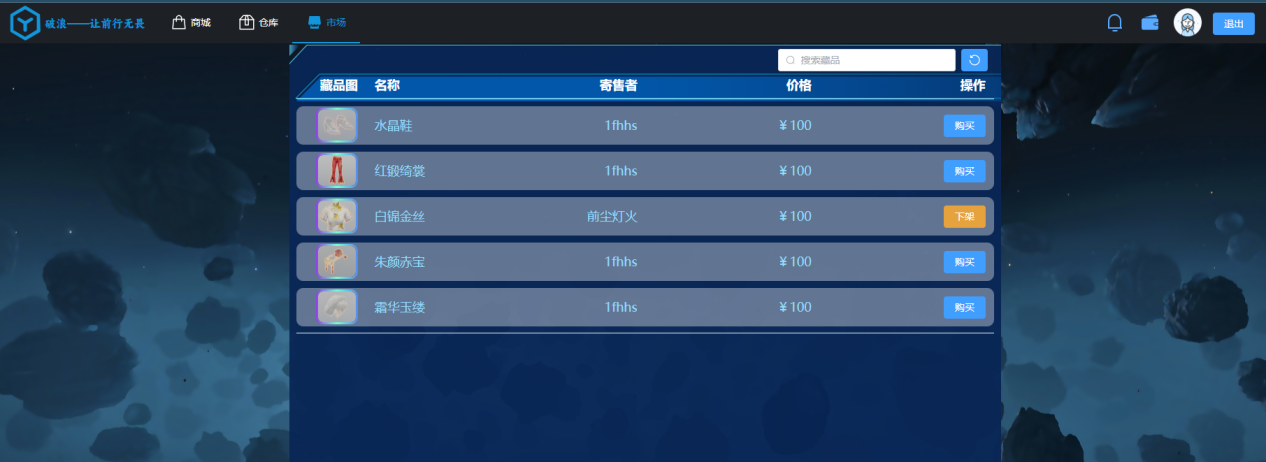 破浪——让前行无畏 商城 仓库 市场 退出
搜索藏品
藏品图 名称 寄售者 价格 操作
水晶鞋 1fhhs ¥ 100 购买
红锻绮裳 1fhhs ¥ 100 购买
白锦金丝 前尘灯火 ¥ 100 下架
朱颜赤宝 1fhhs ¥ 100 购买
霜华玉缕 1fhhs ¥ 100 购买